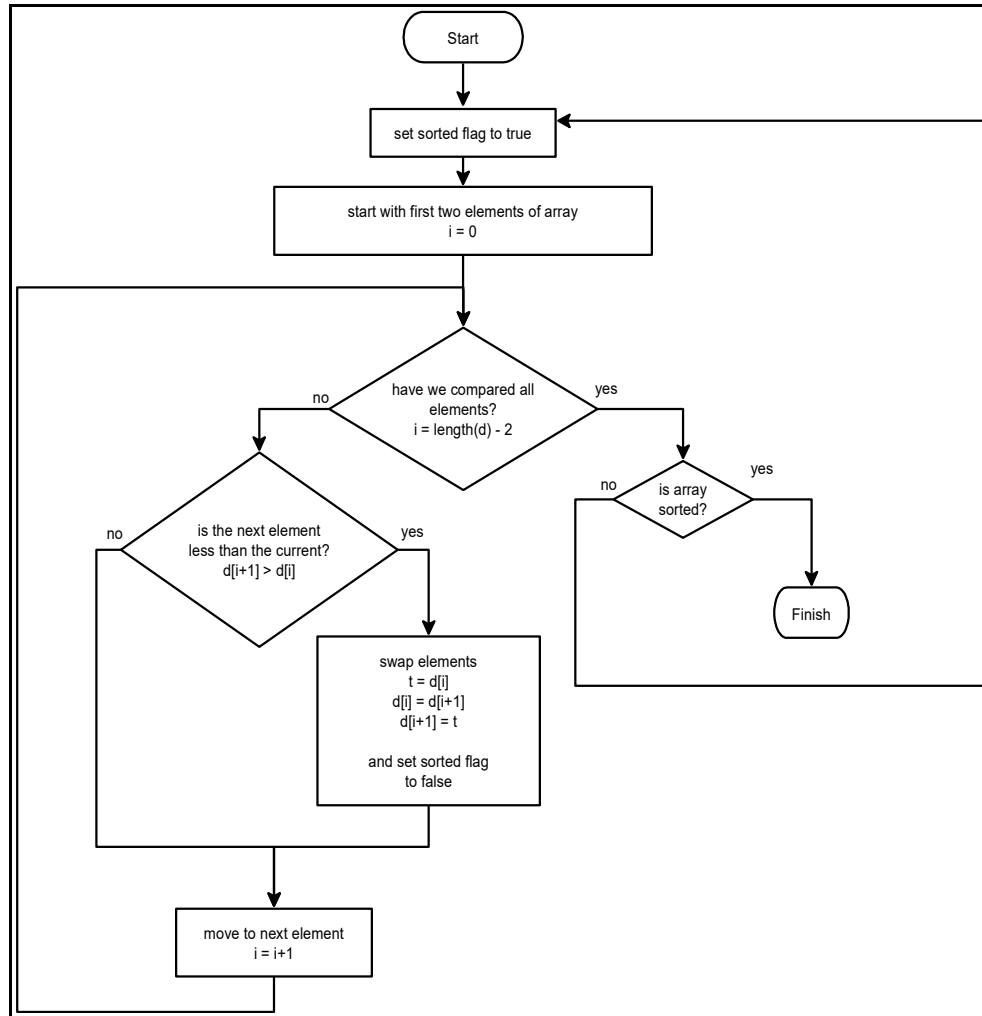 Start
set sorted flag to true
start with first two elements of array
i = 0
have we compared all
elements?
i = length(d) - 2
no
yes
is array
sorted?
no
yes
Finish
is the next element
less than the current?
d[i+1] > d[i]
no
yes
swap elements
t = d[i]
d[i] = d[i+1]
d[i+1] = t
and set sorted flag
to false
move to next element
i = i+1